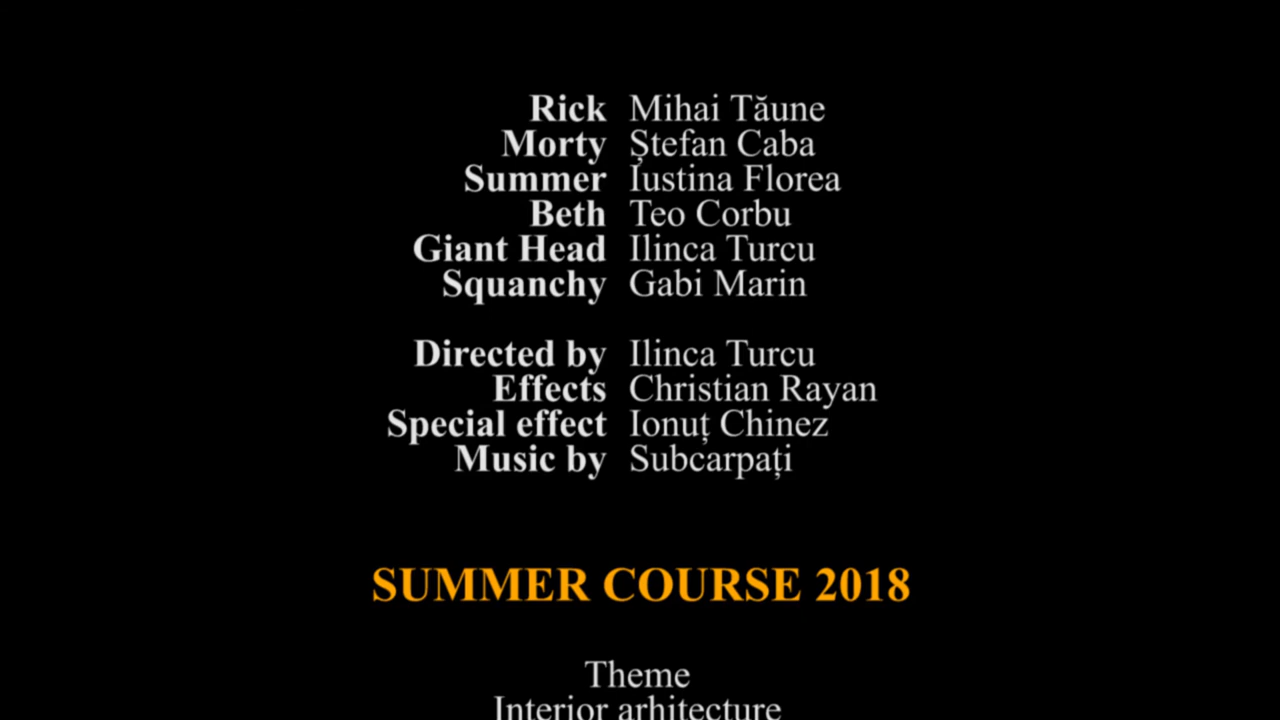 Rick Mihai Tăune
Morty Ștefan Caba
Summer Iustina Florea
Beth Teo Corbu
Giant Head Ilinca Turcu
Squanchy Gabi Marin
Directed by Ilinca Turcu
Effects Christian Rayan
Special effect Ionuț Chinez
Music by Subcarpați
SUMMER COURSE 2018
Theme
Interior arhitecture